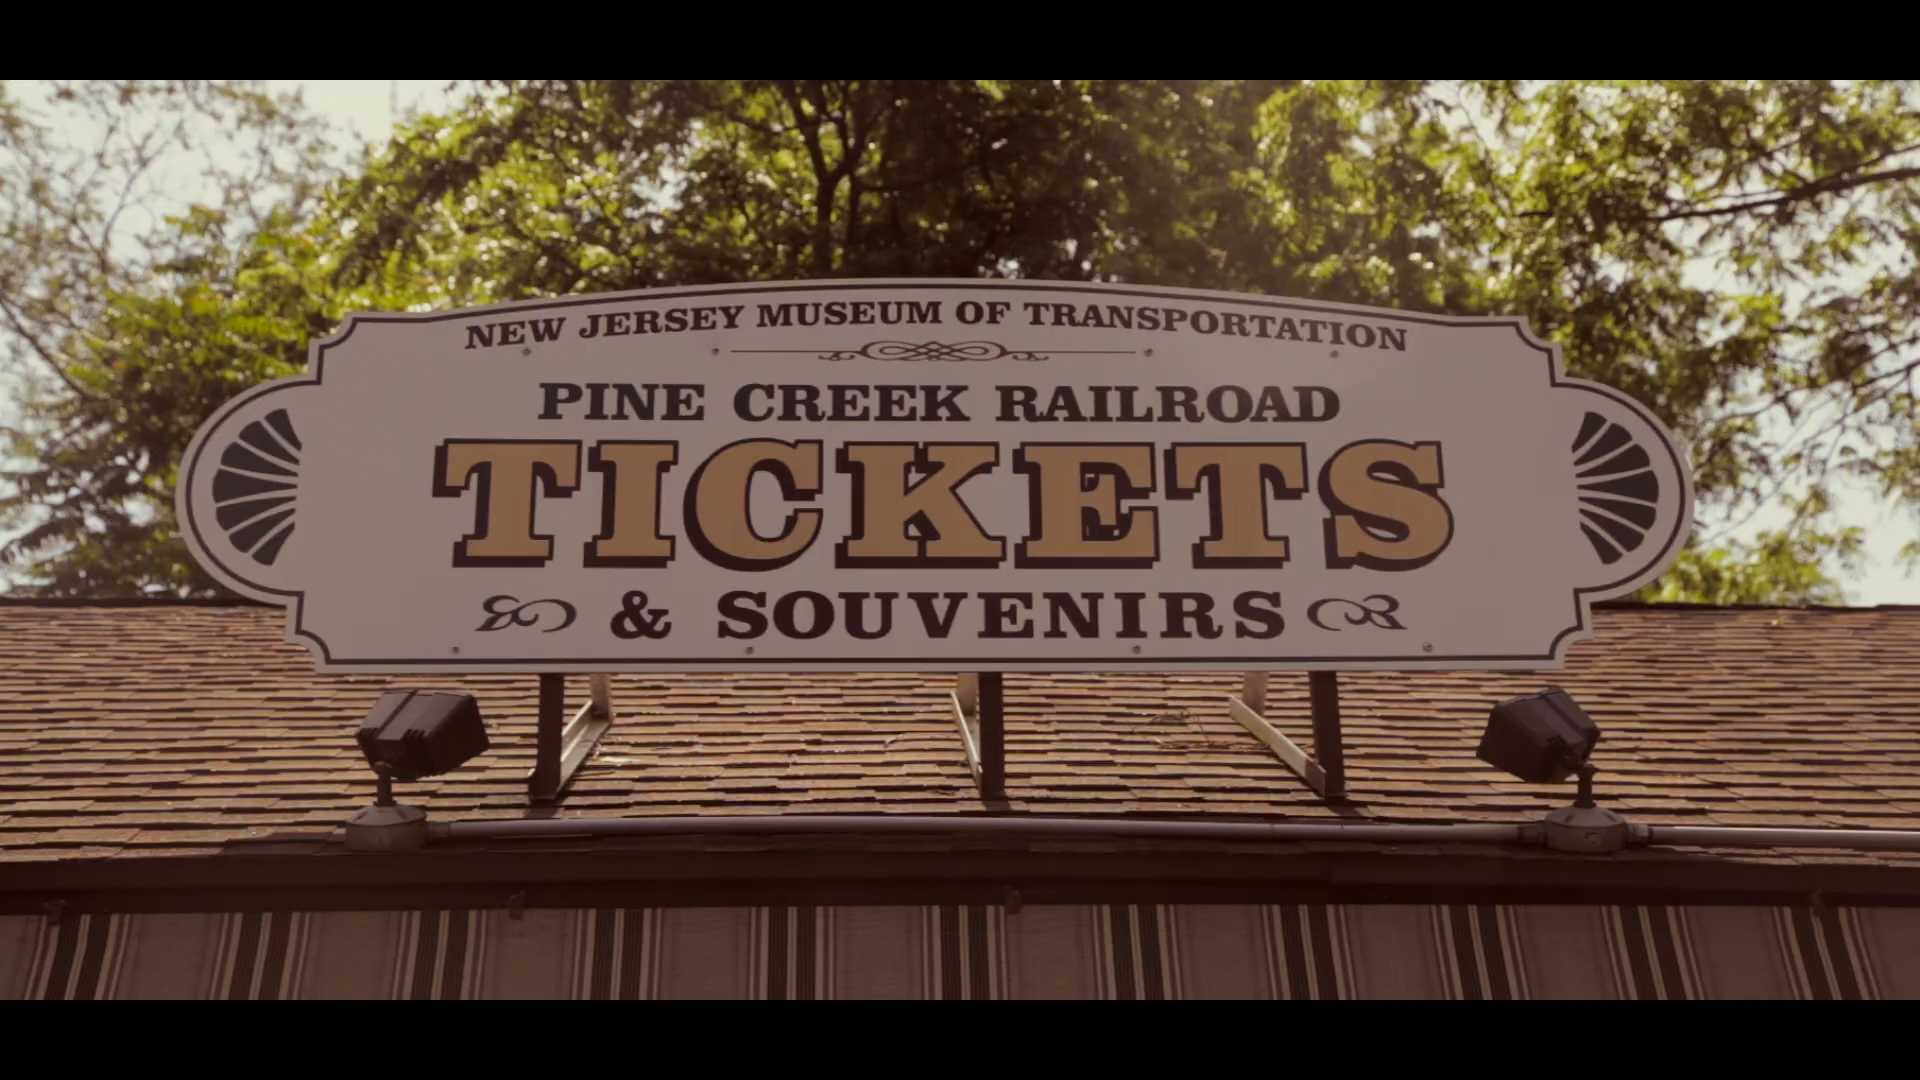 NEW JERSEY MUSEUM OF TRANSPORTATION
PINE CREEK RAILROAD
TICKETS
& SOUVENIRS